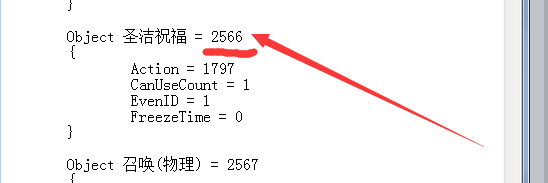 }
Object 圣洁祝福 = 2566
{
Action = 1797
CanUseCount = 1
EvenID = 1
FreezeTime = 0
}
Object 召唤(物理) = 2567
{